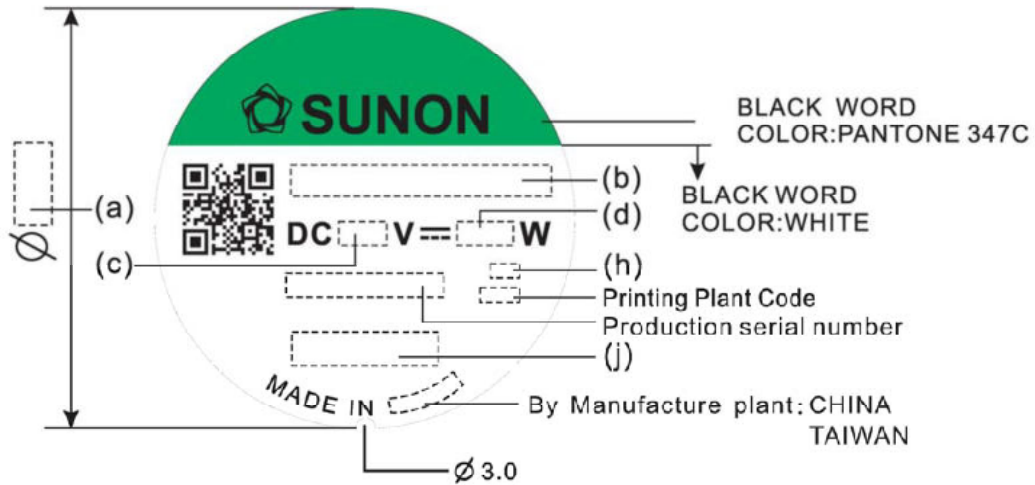 SUNON
BLACK WORD
COLOR:PANTONE 347C
(b)
BLACK WORD
COLOR:WHITE
(a)
Ø
DC V W
(d)
(c)
(h)
Printing Plant Code
Production serial number
(j)
MADE IN
By Manufacture plant: CHINA
TAIWAN
Ø 3.0